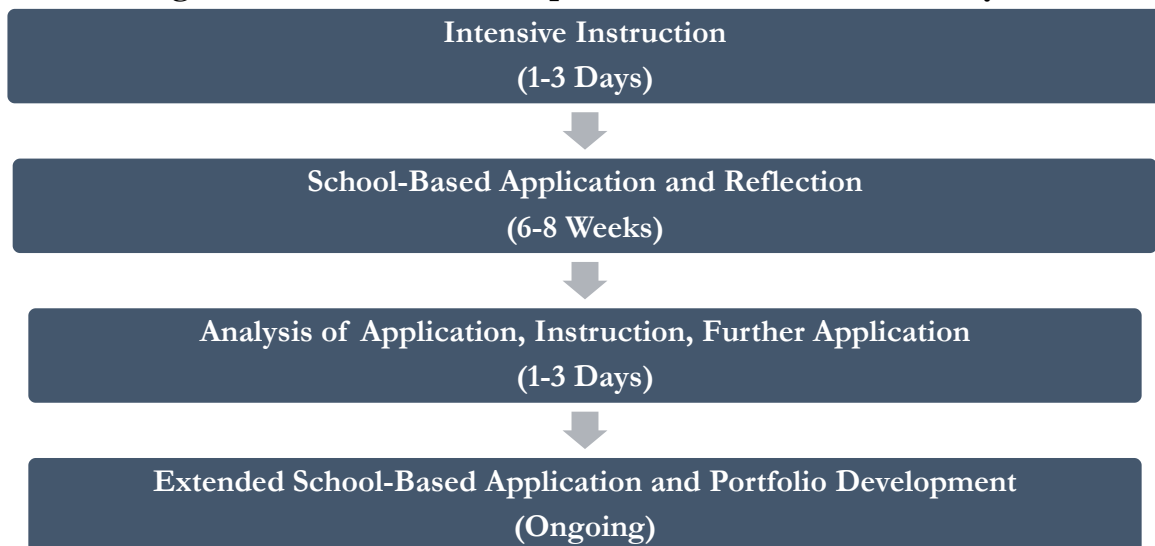 Intensive Instruction
(1-3 Days)
School-Based Application and Reflection
(6-8 Weeks)
Analysis of Application, Instruction, Further Application
(1-3 Days)
Extended School-Based Application and Portfolio Development
(Ongoing)